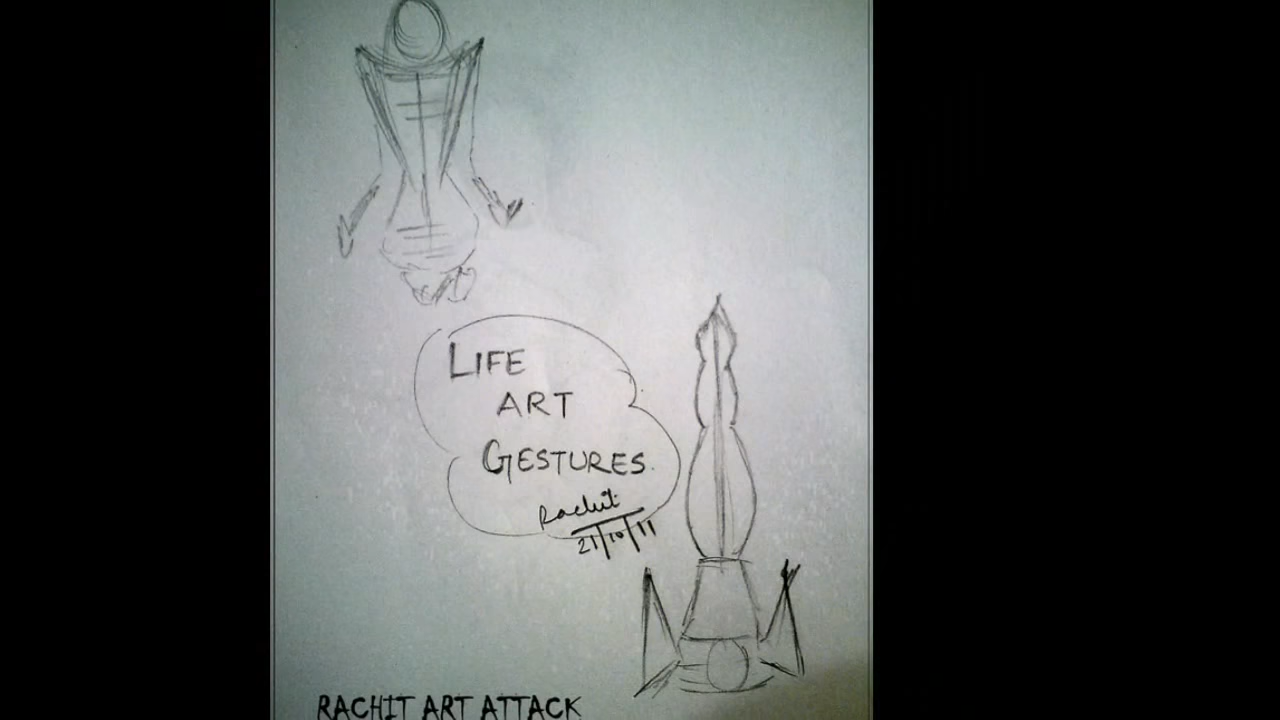 LIFE
ART
GESTURES.
Rachit
21/10/11
RACHIT ART ATTACK